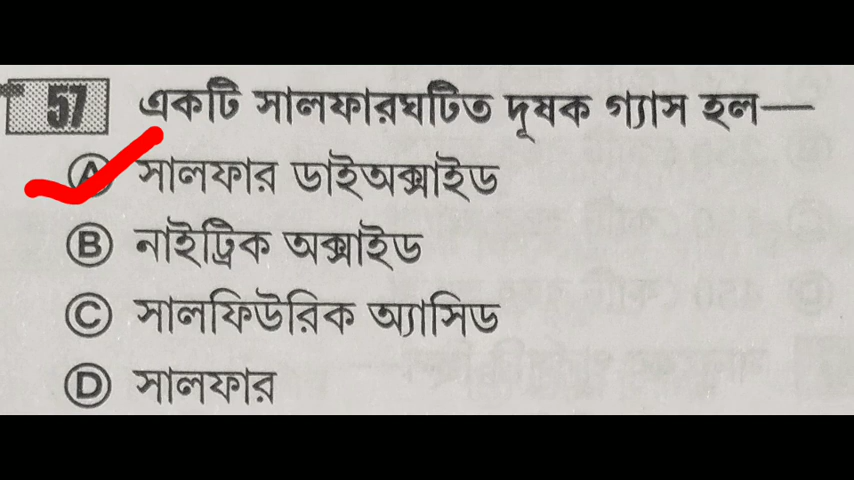 57 একটি সালফারঘটিত দূষক গ্যাস হল—
A সালফার ডাইঅক্সাইড
B নাইট্রিক অক্সাইড
C সালফিউরিক অ্যাসিড
D সালফার